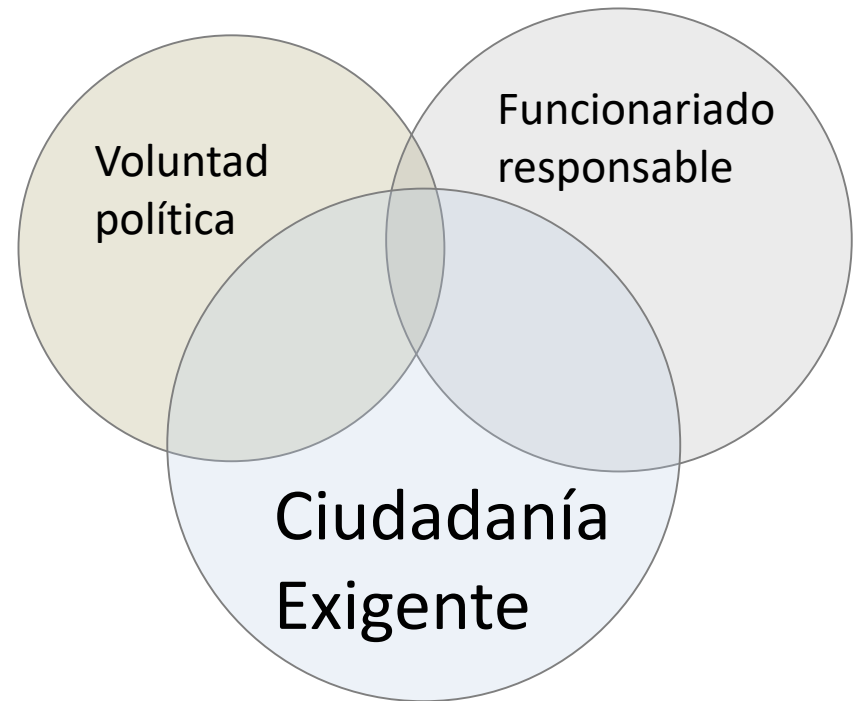 Voluntad
política
Funcionariado
responsable
Ciudadanía
Exigente